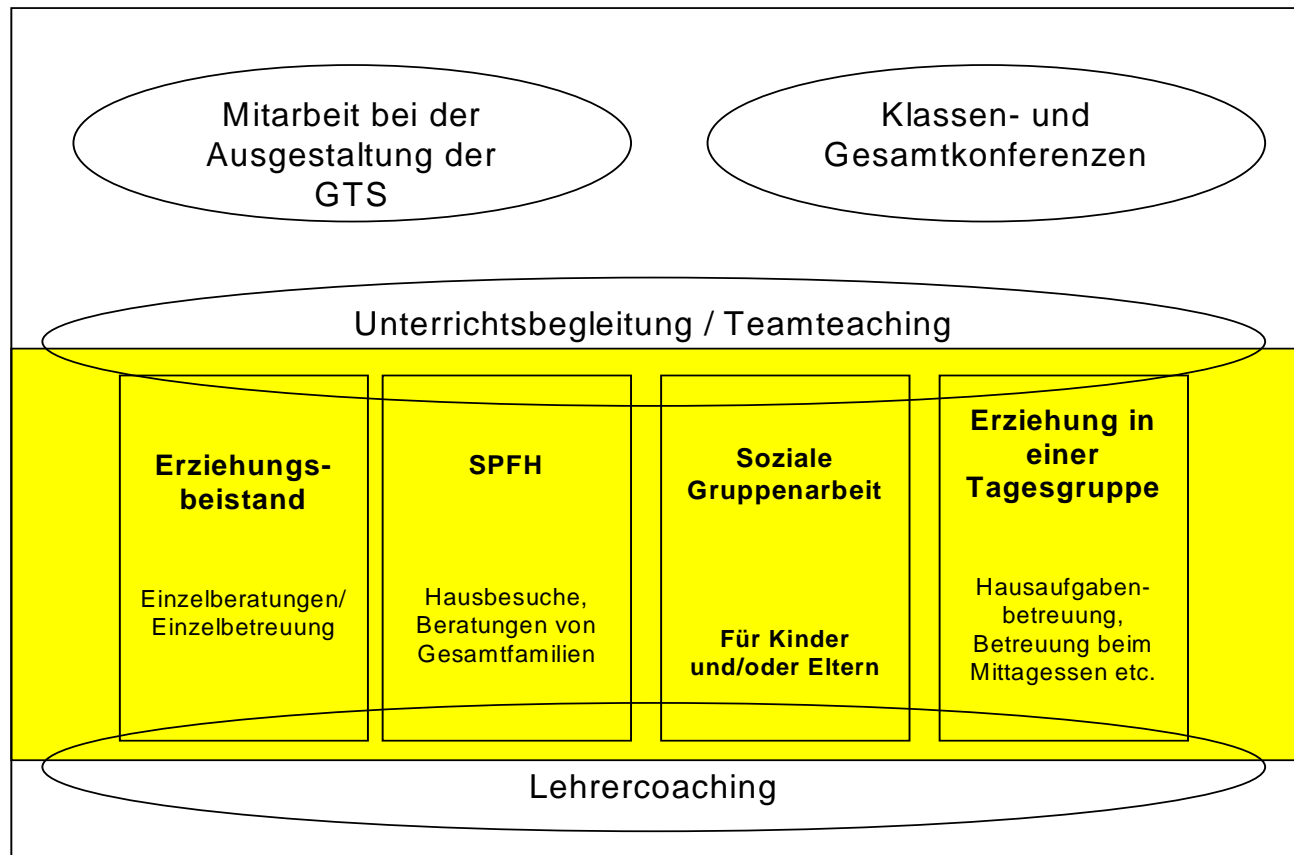 Mitarbeit bei der
Ausgestaltung der
GTS
Klassen- und
Gesamtkonferenzen
Unterrichtsbegleitung / Teamteaching
Erziehungs-
beistand
Einzelberatungen/
Einzelbetreuung
SPFH
Hausbesuche,
Beratungen von
Gesamtfamilien
Soziale
Gruppenarbeit
Für Kinder
und/oder Eltern
Erziehung in
einer
Tagesgruppe
Hausaufgaben-
betreuung,
Betreuung beim
Mittagessen etc.
Lehrercoaching